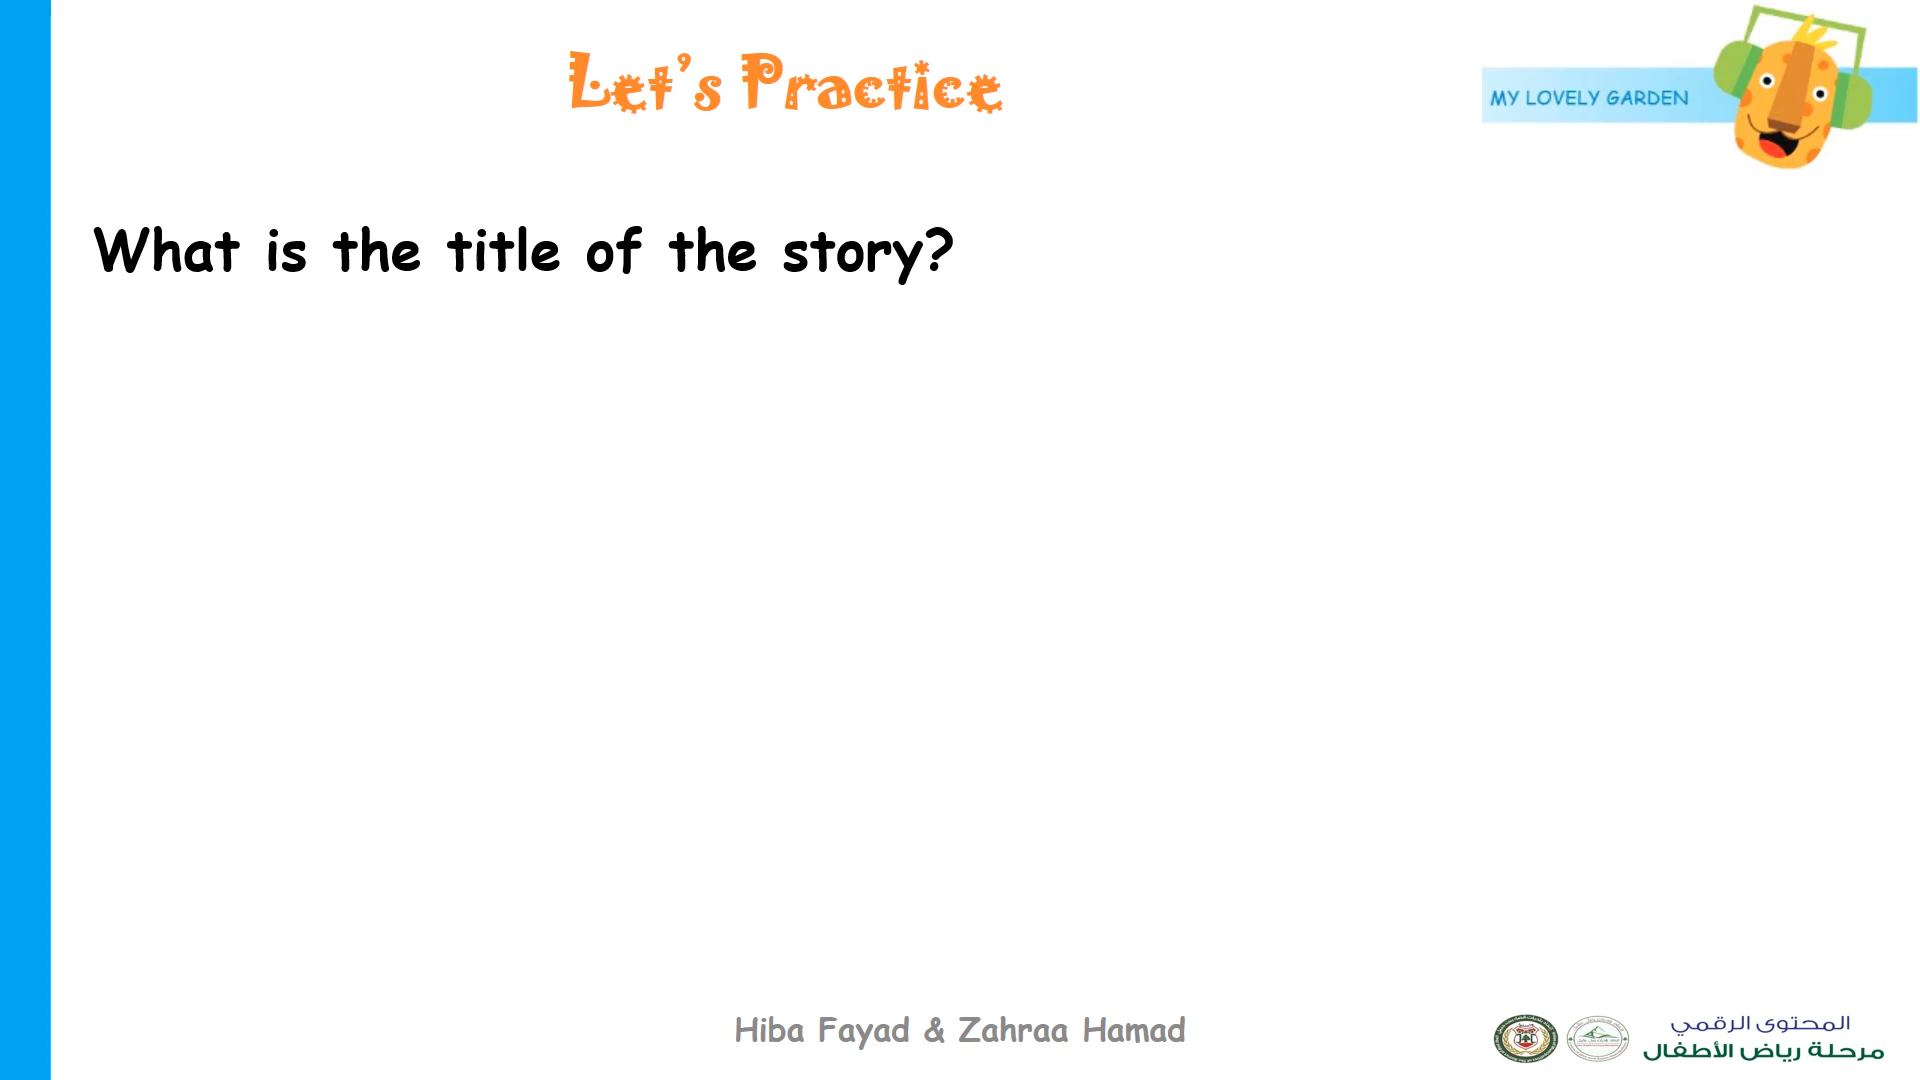 Let's Practice
MY LOVELY GARDEN
What is the title of the story?
Hiba Fayad & Zahraa Hamad
المحتوى الرقمي
مرحلة رياض الأطفال